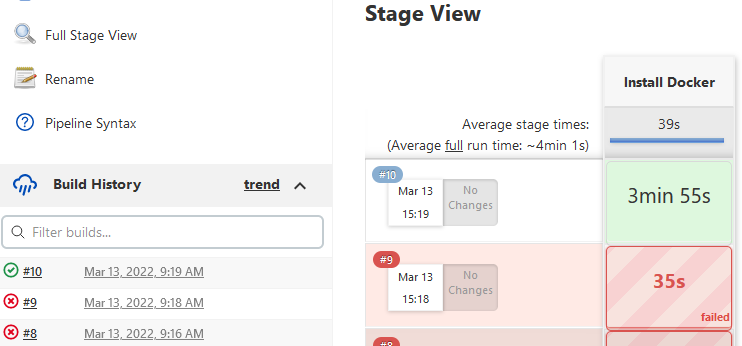 Full Stage View
Rename
Pipeline Syntax
Build History
trend
Filter builds...
#10
Mar 13, 2022, 9:19 AM
#9
Mar 13, 2022, 9:18 AM
#8
Mar 13, 2022, 9:16 AM
Stage View
Install Docker
Average stage times:
39s
(Average full run time: ~4min 1s)
#10
Mar 13
15:19
No
Changes
3min 55s
#9
Mar 13
15:18
No
Changes
35s
failed
#8